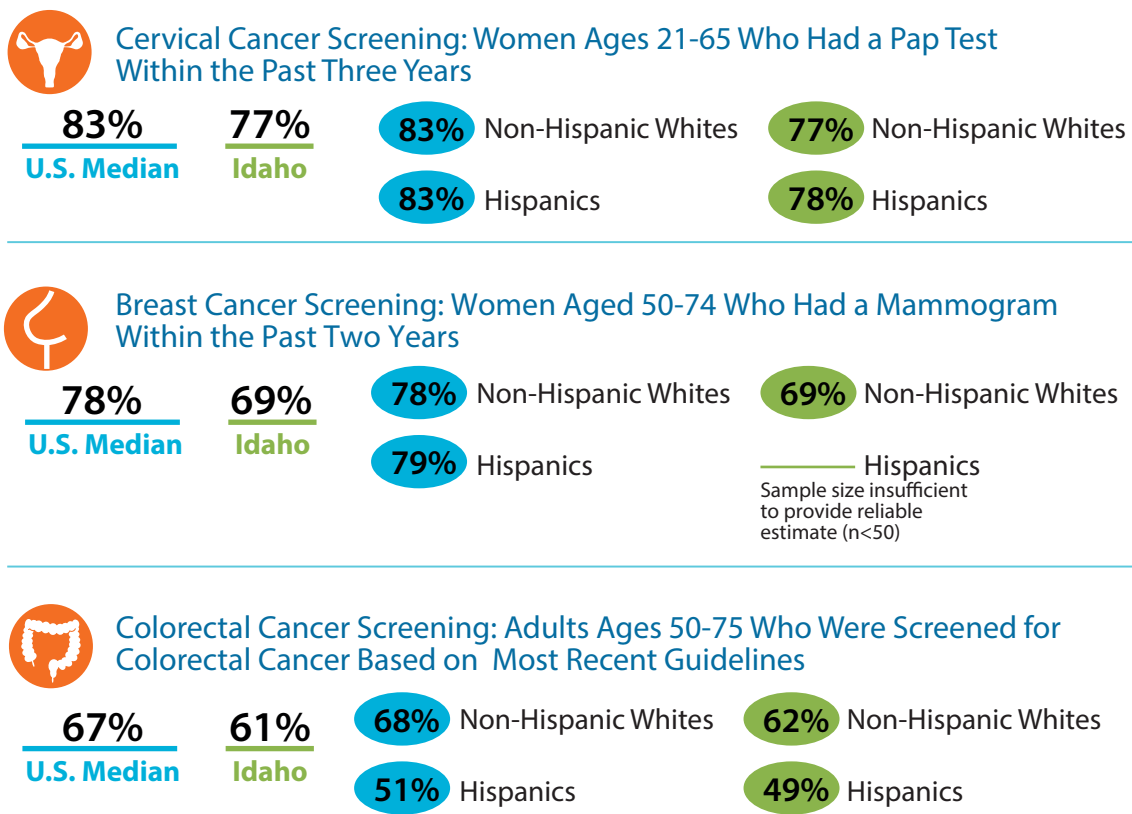 Cervical Cancer Screening: Women Ages 21-65 Who Had a Pap Test
Within the Past Three Years
83%
U.S. Median
77%
Idaho
83% Non-Hispanic Whites
83% Hispanics
77% Non-Hispanic Whites
78% Hispanics
Breast Cancer Screening: Women Aged 50-74 Who Had a Mammogram
Within the Past Two Years
78%
U.S. Median
69%
Idaho
78% Non-Hispanic Whites
79% Hispanics
69% Non-Hispanic Whites
Hispanics
Sample size insufficient
to provide reliable
estimate (n<50)
Colorectal Cancer Screening: Adults Ages 50-75 Who Were Screened for
Colorectal Cancer Based on Most Recent Guidelines
67%
U.S. Median
61%
Idaho
68% Non-Hispanic Whites
51% Hispanics
62% Non-Hispanic Whites
49% Hispanics